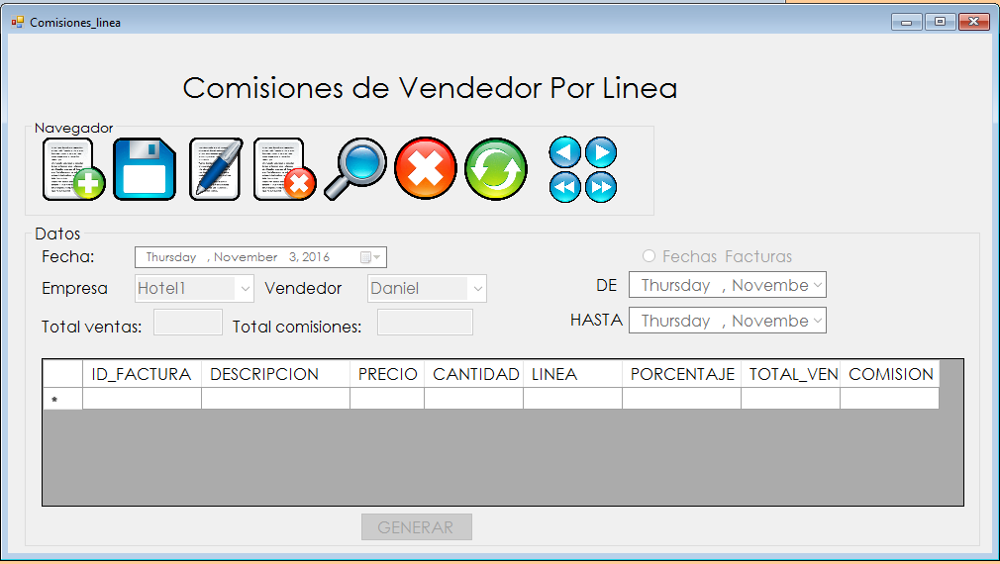 Comisiones_linea
Comisiones de Vendedor Por Linea
Navegador
Datos
Fecha: Thursday , November 3, 2016
Fechas Facturas
Empresa Hotel1 Vendedor Daniel
DE Thursday , Novembe
Total ventas: Total comisiones:
HASTA Thursday , Novembe
ID_FACTURA DESCRIPCION PRECIO CANTIDAD LINEA PORCENTAJE TOTAL_VEN COMISION
*
GENERAR